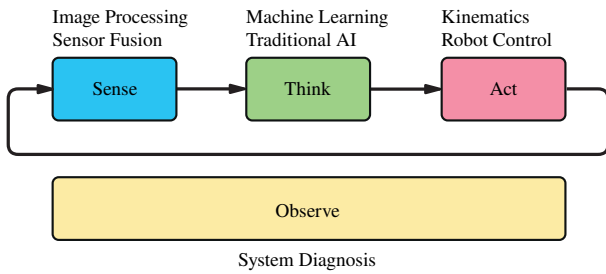 Image Processing
Sensor Fusion
Machine Learning
Traditional AI
Kinematics
Robot Control
Sense
Think
Act
Observe
System Diagnosis